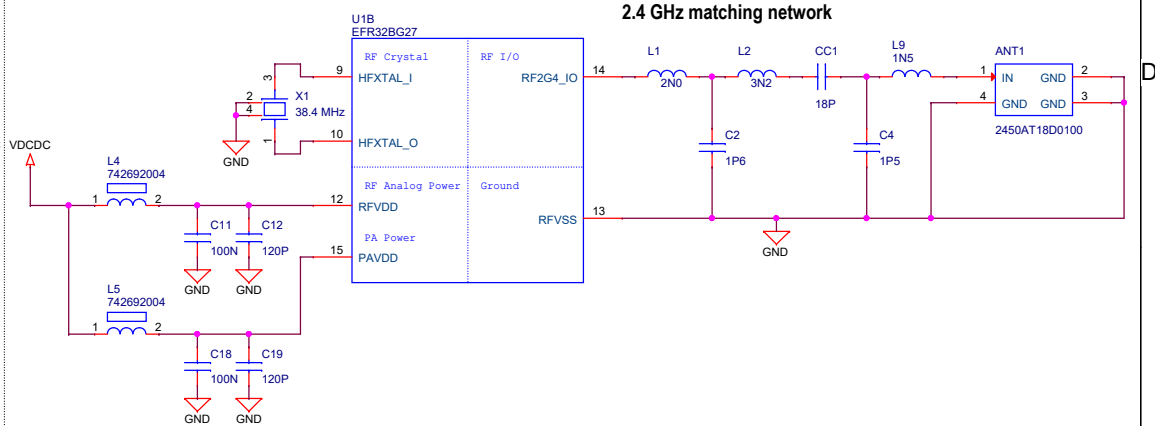 2.4 GHz matching network
U1B
EFR32BG27
RF Crystal
RF I/O
HFXTAL_I
9
3
X1
38.4 MHz
2
4
1
10
HFXTAL_O
GND
RF2G4_IO
14
L1
2N0
L2
3N2
CC1
18P
L9
1N5
ANT1
1
IN
GND
2
4
GND
GND
3
2450AT18D0100
D
C2
1P6
C4
1P5
VDCDC
L4
742692004
1
2
12
RF Analog Power
Ground
RFVDD
RFVSS
13
GND
C11
100N
C12
120P
GND
GND
PA Power
15
PAVDD
L5
742692004
1
2
C18
100N
C19
120P
GND
GND